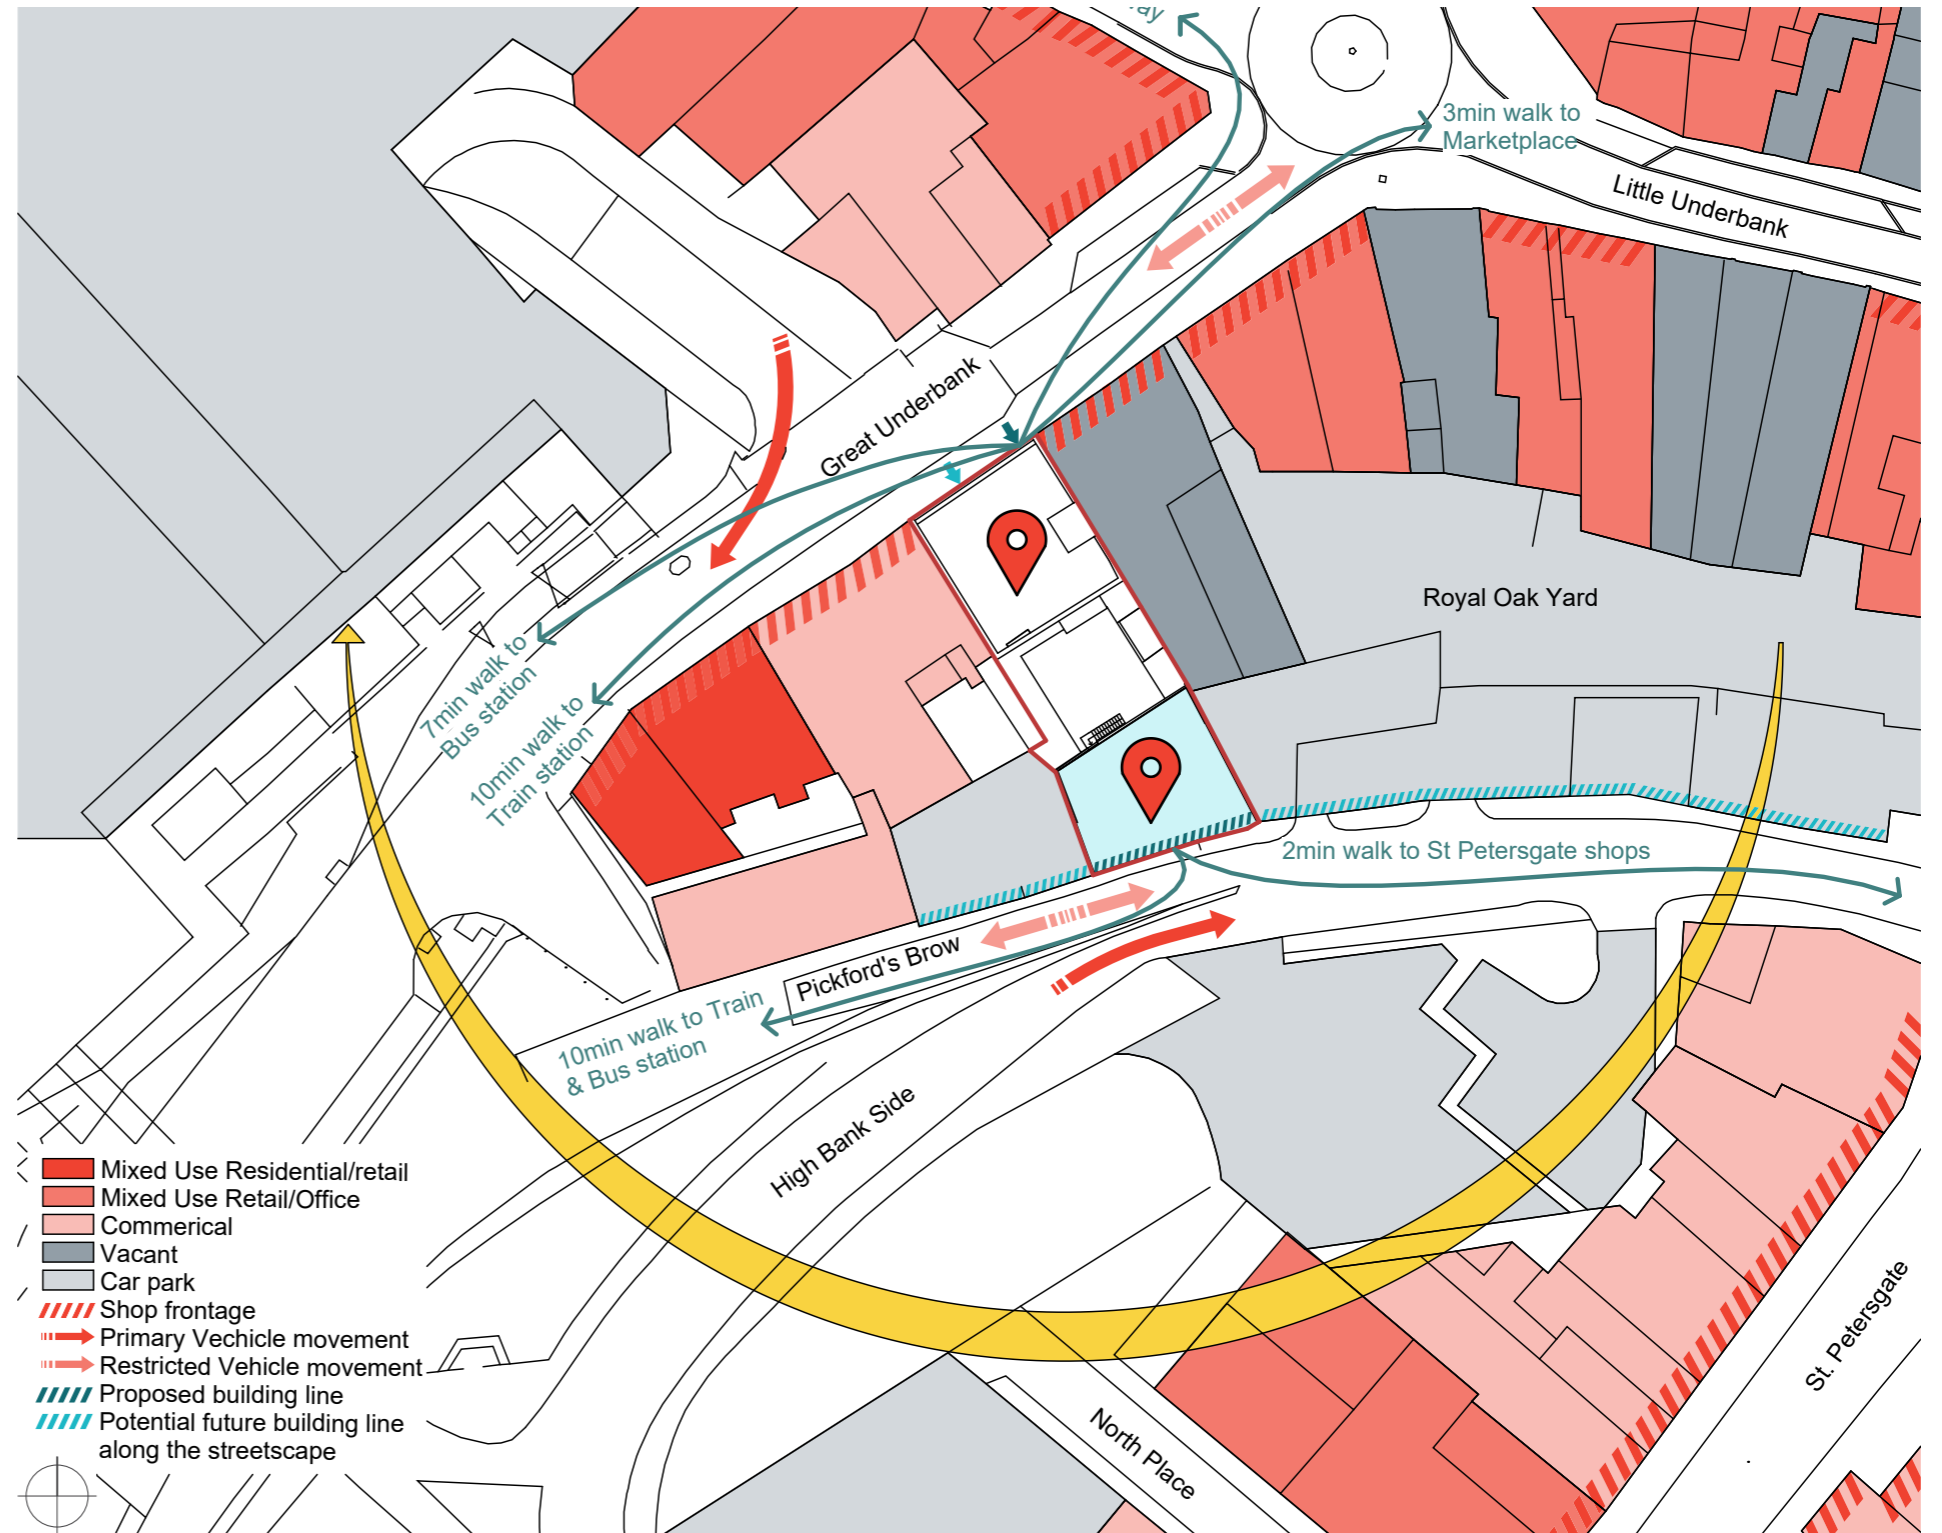 3min walk to
Marketplace
Little Underbank
Great Underbank
Royal Oak Yard
7min walk to
Bus station
10min walk to
Train station
2min walk to St Petersgate shops
Pickford's Brow
10min walk to Train
& Bus station
High Bank Side
North Place
St. Petersgate
Mixed Use Residential/retail
Mixed Use Retail/Office
Commerical
Vacant
Car park
Shop frontage
Primary Vechicle movement
Restricted Vehicle movement
Proposed building line
Potential future building line
along the streetscape